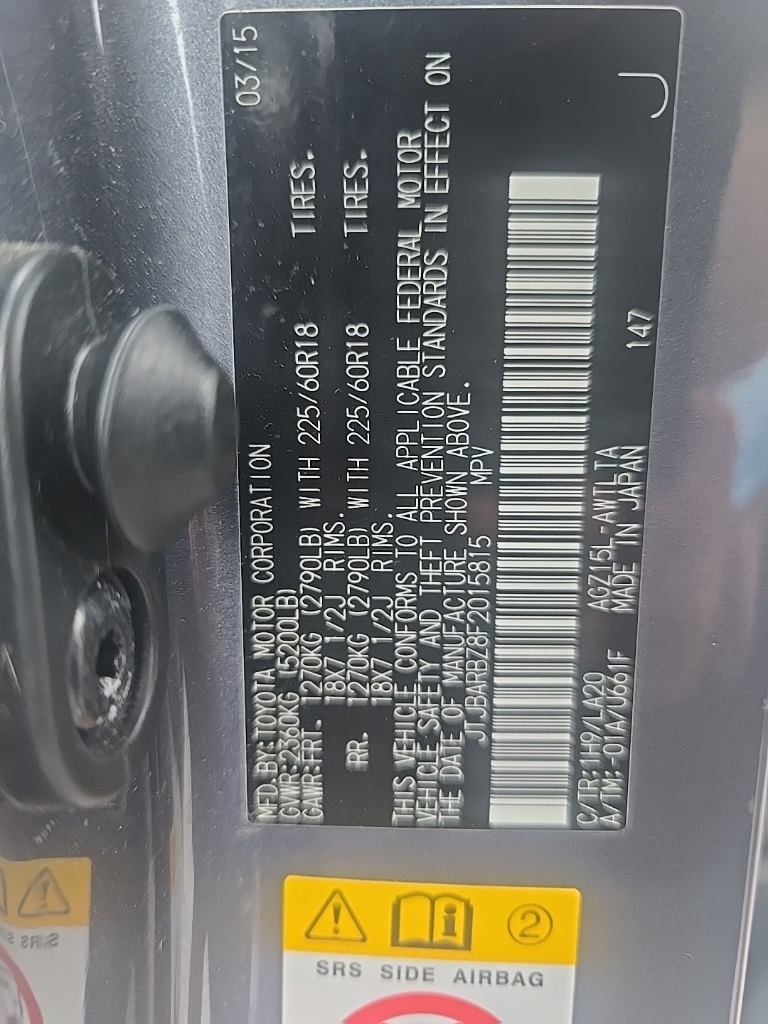 MFD. BY: TOYOTA MOTOR CORPORATION 03/15
GVWR: 2360KG (5200LB)
GAWR: FRT. 1270KG (2790LB) WITH 225/60R18 TIRES.
18X7 1/2J RIMS.
RR. 1270KG (2790LB) WITH 225/60R18 TIRES.
18X7 1/2J RIMS.
THIS VEHICLE CONFORMS TO ALL APPLICABLE FEDERAL MOTOR
VEHICLE SAFETY AND THEFT PREVENTION STANDARDS IN EFFECT ON
THE DATE OF MANUFACTURE SHOWN ABOVE.
JTJBARBZ8F2015815 MPV
C/TR: 1H9/LA20 AGZ15L-AWTLTA
A/TM: -01A/U661F MADE IN JAPAN 147 J
2
SRS SIDE AIRBAG
SRS S